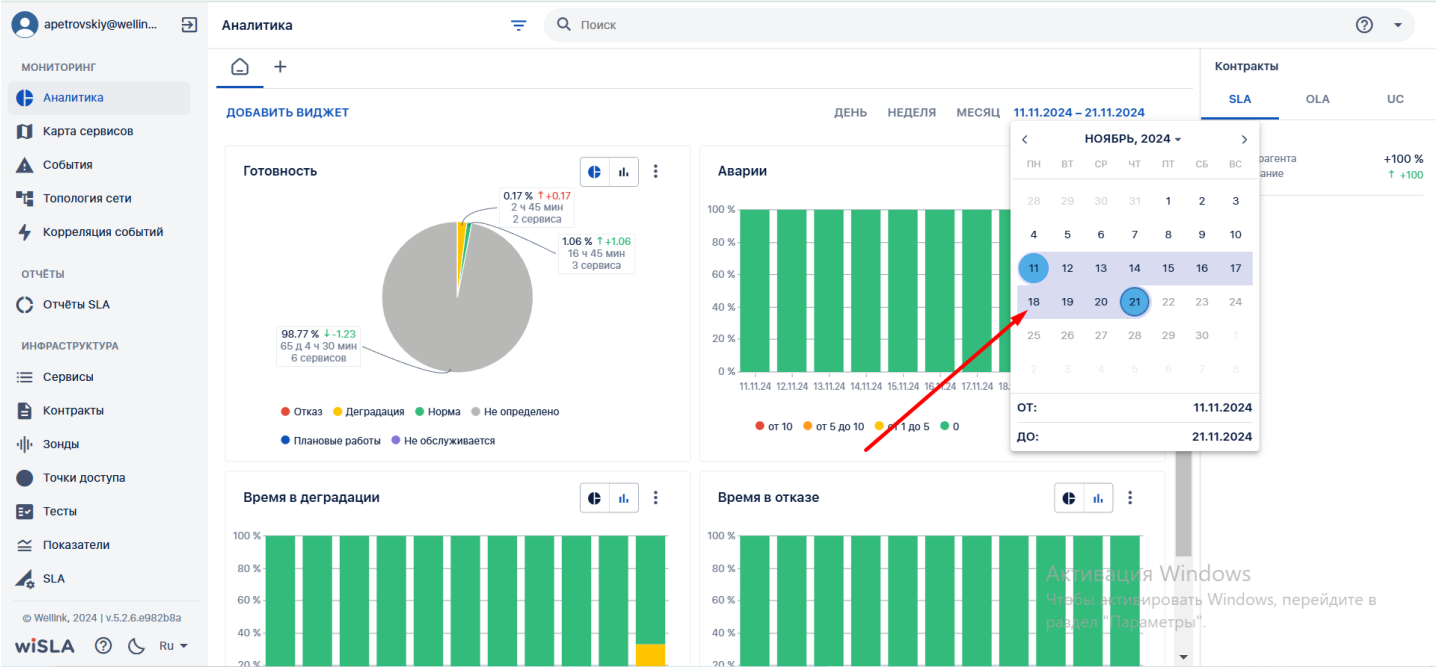 apetrovskiy@wellin...
Аналитика
Поиск
МОНИТОРИНГ
Аналитика
Карта сервисов
События
Топология сети
Корреляция событий
ОТЧЁТЫ
Отчёты SLA
ИНФРАСТРУКТУРА
Сервисы
Контракты
Зонды
Точки доступа
Тесты
Показатели
SLA
© Wellink, 2024 | v.5.2.6.e982b8a
wiSLA
Ru
ДОБАВИТЬ ВИДЖЕТ
ДЕНЬ НЕДЕЛЯ МЕСЯЦ 11.11.2024 – 21.11.2024
Готовность
0.17 % ↑+0.17
2 ч 45 мин
2 сервиса
1.06 % ↑+1.06
16 ч 45 мин
3 сервиса
98.77 % ↓-1.23
65 д 4 ч 30 мин
6 сервисов
Отказ Деградация Норма Не определено
Плановые работы Не обслуживается
Аварии
100 %
80 %
60 %
40 %
20 %
0 %
11.11.24 12.11.24 13.11.24 14.11.24 15.11.24 16.11.24 17.11.24 18.
от 10 от 5 до 10 от 1 до 5 0
НОЯБРЬ, 2024
ПН ВТ СР ЧТ ПТ СБ ВС
28 29 30 31 1 2 3
4 5 6 7 8 9 10
11 12 13 14 15 16 17
18 19 20 21 22 23 24
25 26 27 28 29 30 1
2 3 4 5 6 7 8
ОТ: 11.11.2024
ДО: 21.11.2024
Контракты
SLA OLA UC
рагента +100 %
ание ↑ +100
Время в деградации
100 %
80 %
60 %
40 %
20 %
Время в отказе
100 %
80 %
60 %
40 %
20 %
Активация Windows
Чтобы активировать Windows, перейдите в
раздел "Параметры".